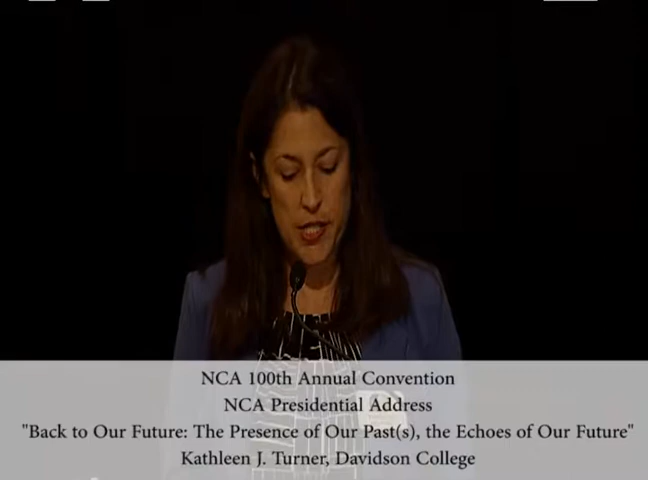 NCA 100th Annual Convention
NCA Presidential Address
"Back to Our Future: The Presence of Our Past(s), the Echoes of Our Future"
Kathleen J. Turner, Davidson College